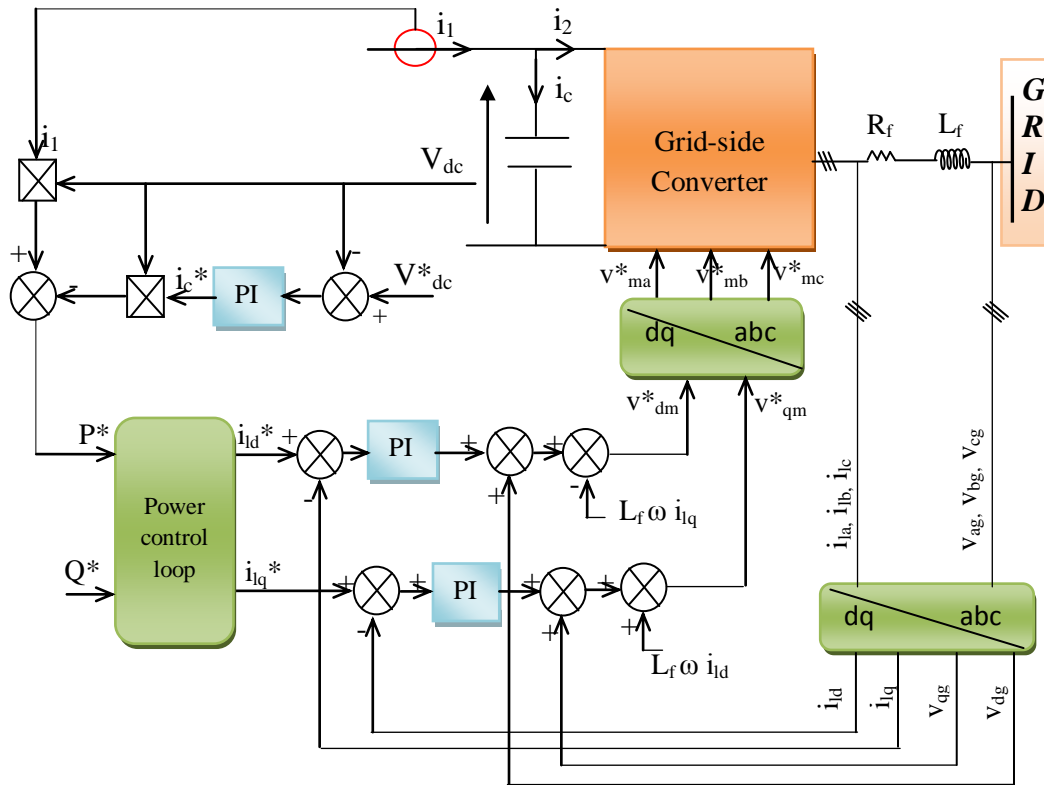 i1
i2
ic
Grid-side
Converter
Rf
Lf
GRID
i1
Vdc
+
-
ic*
PI
-
V*dc
+
v*ma
v*mb
v*mc
dq
abc
v*dm
v*qm
P*
Q*
Power
control
loop
ild*
+
-
PI
+
+
+
-
Lf ω ilq
ilq*
+
-
+
PI
+
+
+
+
Lf ω ild
ila, ilb, ilc
vag, vbg, vcg
dq
abc
ild
ilq
vqg
vdg